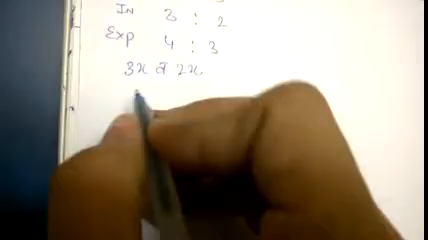 IN 3 : 2
Exp 4 : 3
3x व 2x